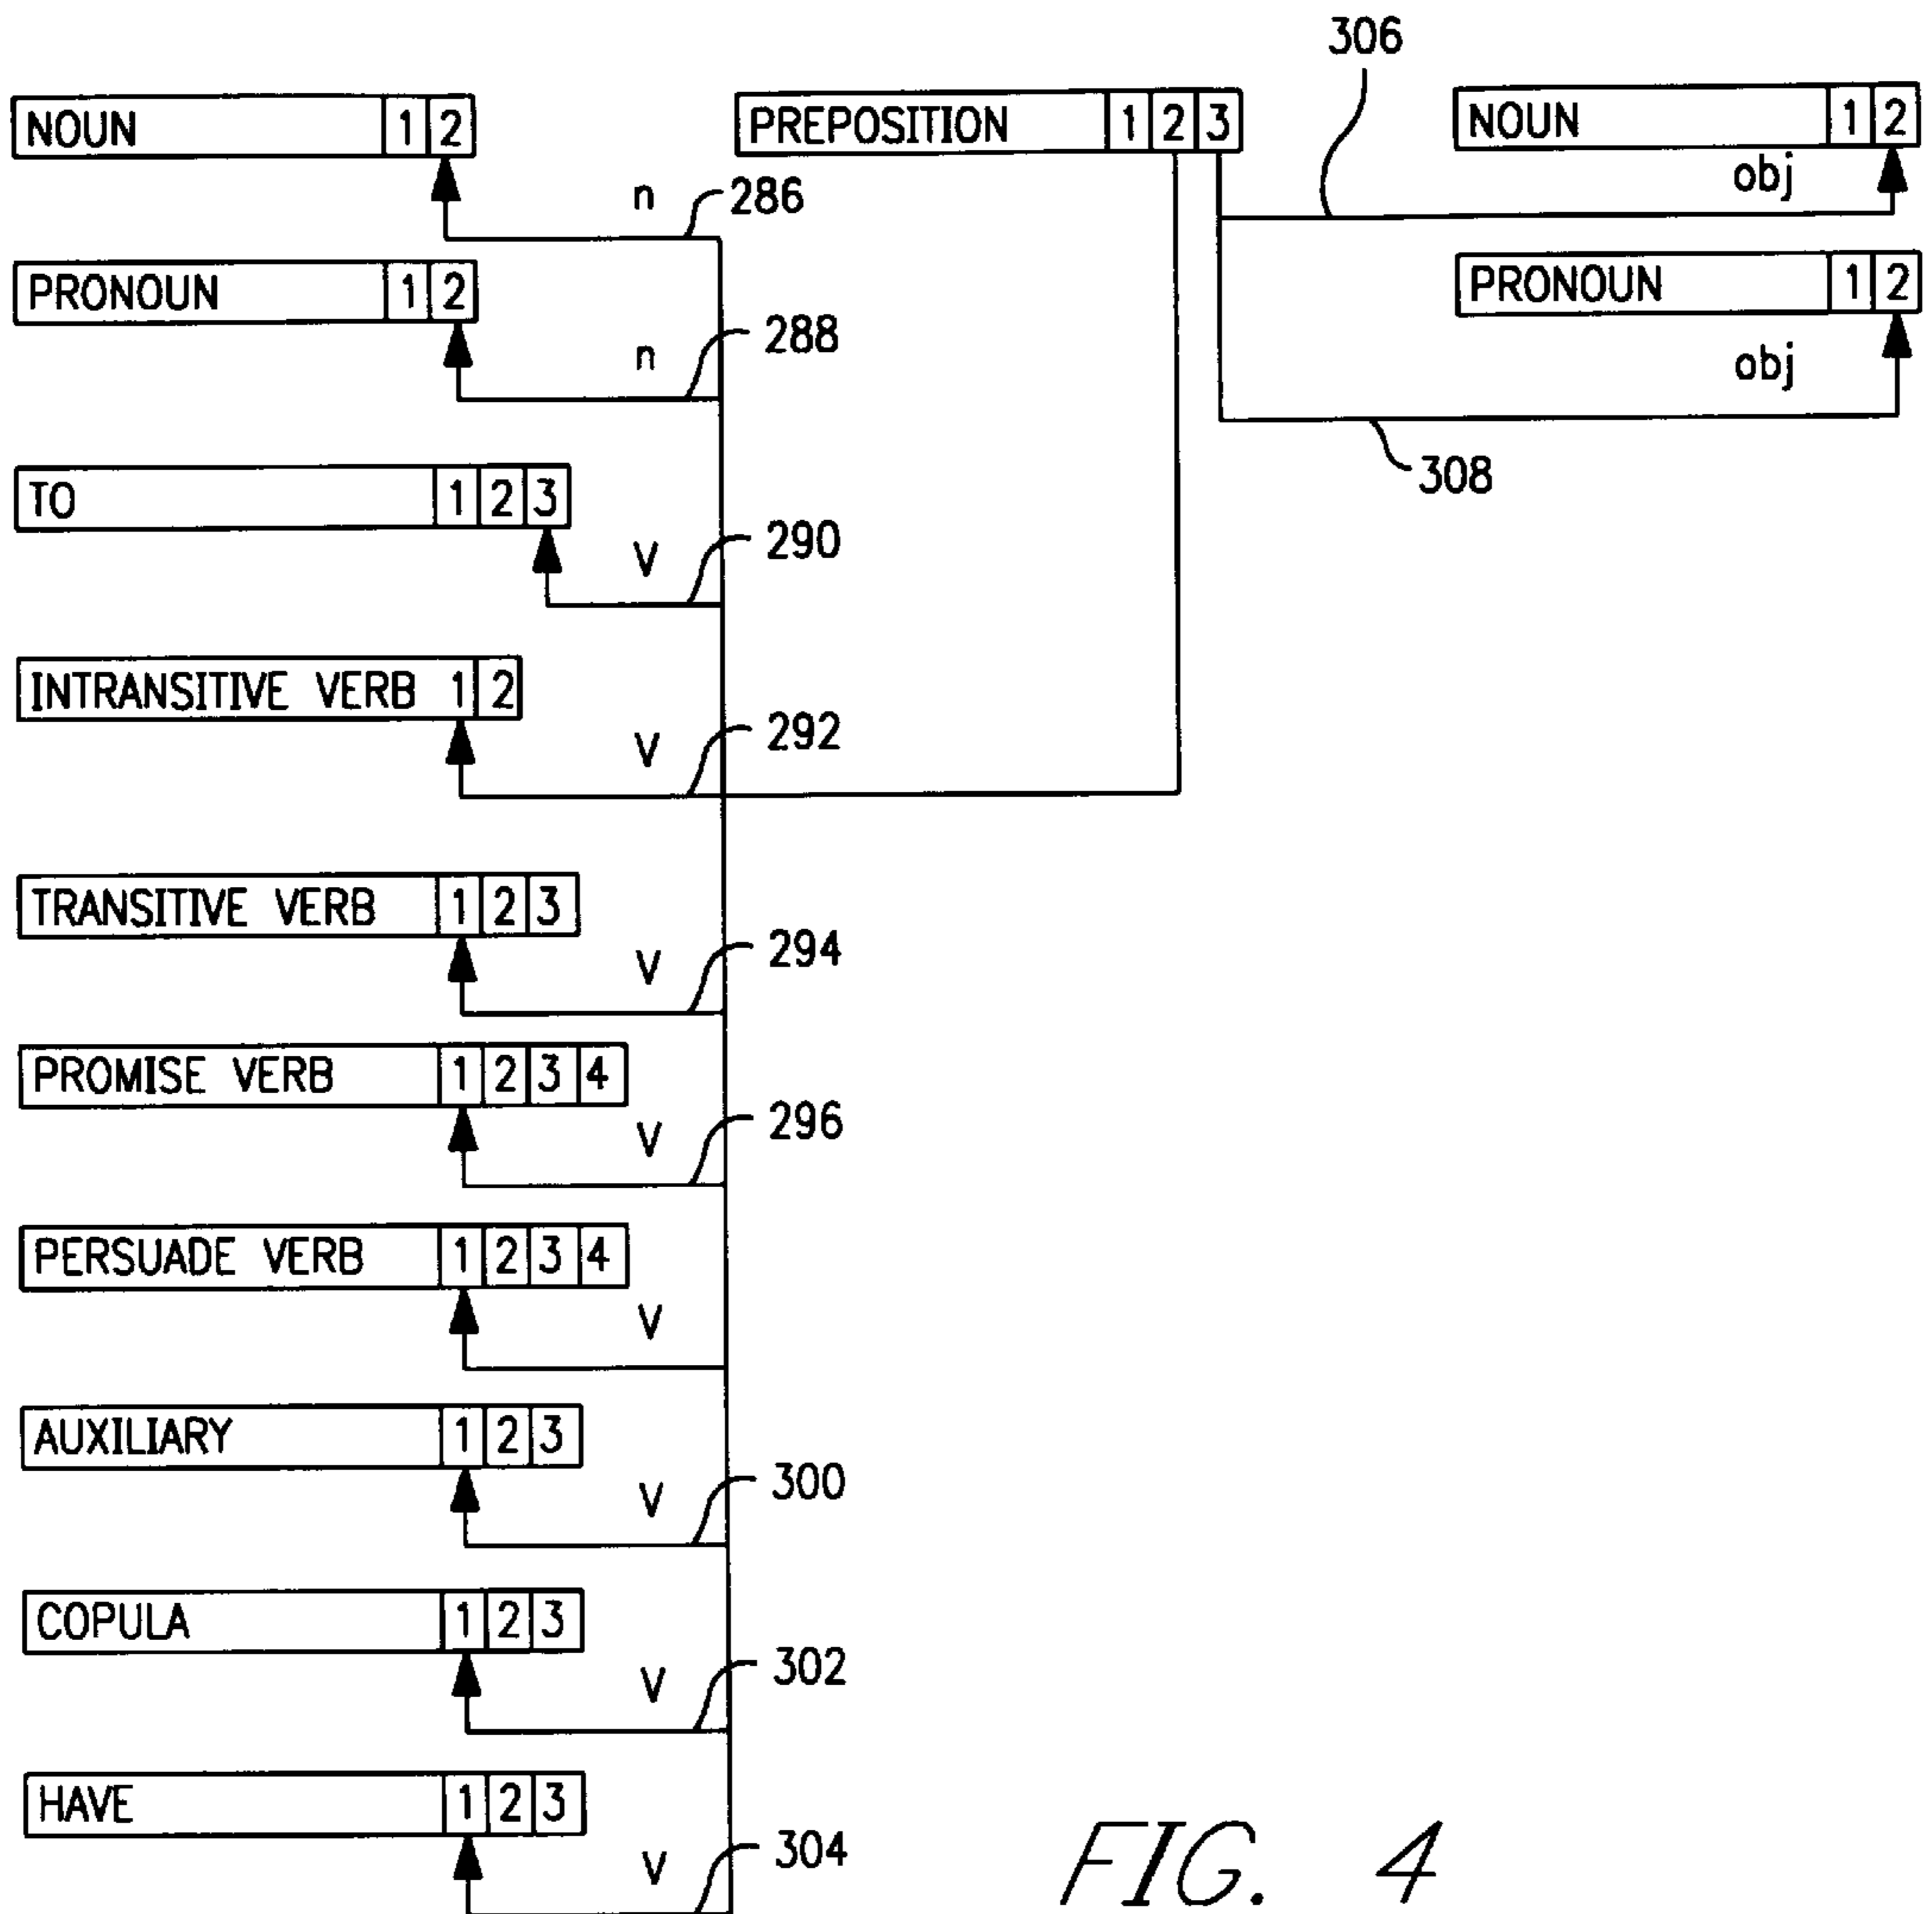 306
NOUN 1 2
PREPOSITION 1 2 3
NOUN 1 2
n 286
obj
PRONOUN 1 2
PRONOUN 1 2
n 288
obj
308
TO 1 2 3
V 290
INTRANSITIVE VERB 1 2
V 292
TRANSITIVE VERB 1 2 3
V 294
PROMISE VERB 1 2 3 4
V 296
PERSUADE VERB 1 2 3 4
V
AUXILIARY 1 2 3
V 300
COPULA 1 2 3
V 302
HAVE 1 2 3
V 304
FIG. 4